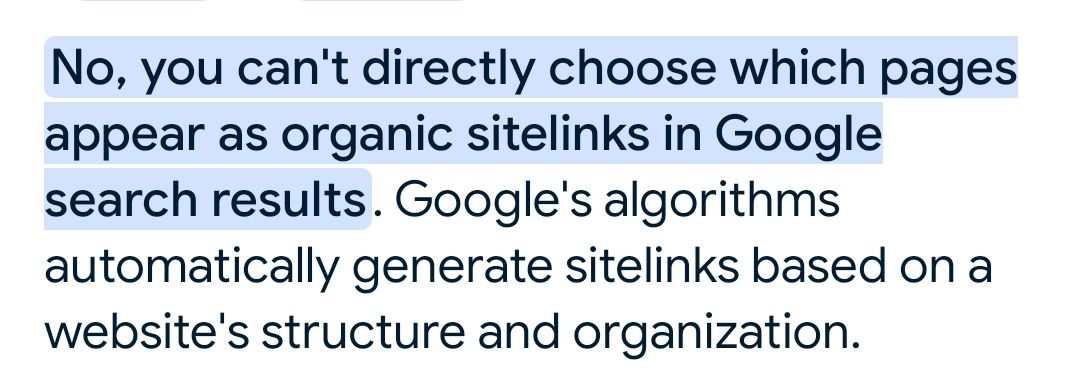 No, you can't directly choose which pages
appear as organic sitelinks in Google
search results. Google's algorithms
automatically generate sitelinks based on a
website's structure and organization.